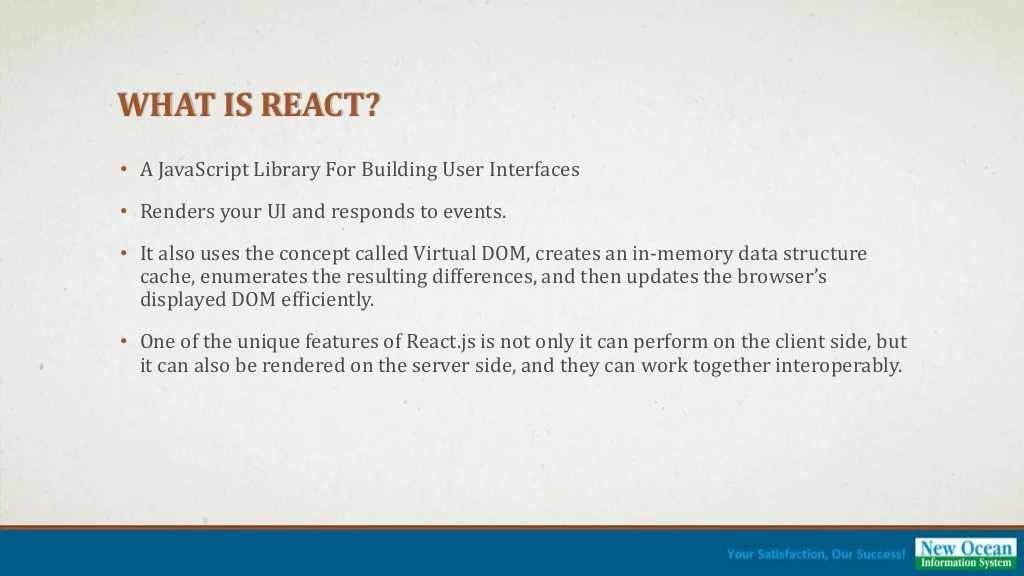 WHAT IS REACT?
• A JavaScript Library For Building User Interfaces
• Renders your UI and responds to events.
• It also uses the concept called Virtual DOM, creates an in-memory data structure
cache, enumerates the resulting differences, and then updates the browser’s
displayed DOM efficiently.
• One of the unique features of React.js is not only it can perform on the client side, but
it can also be rendered on the server side, and they can work together interoperably.
Your Satisfaction, Our Success!
New Ocean
Information System